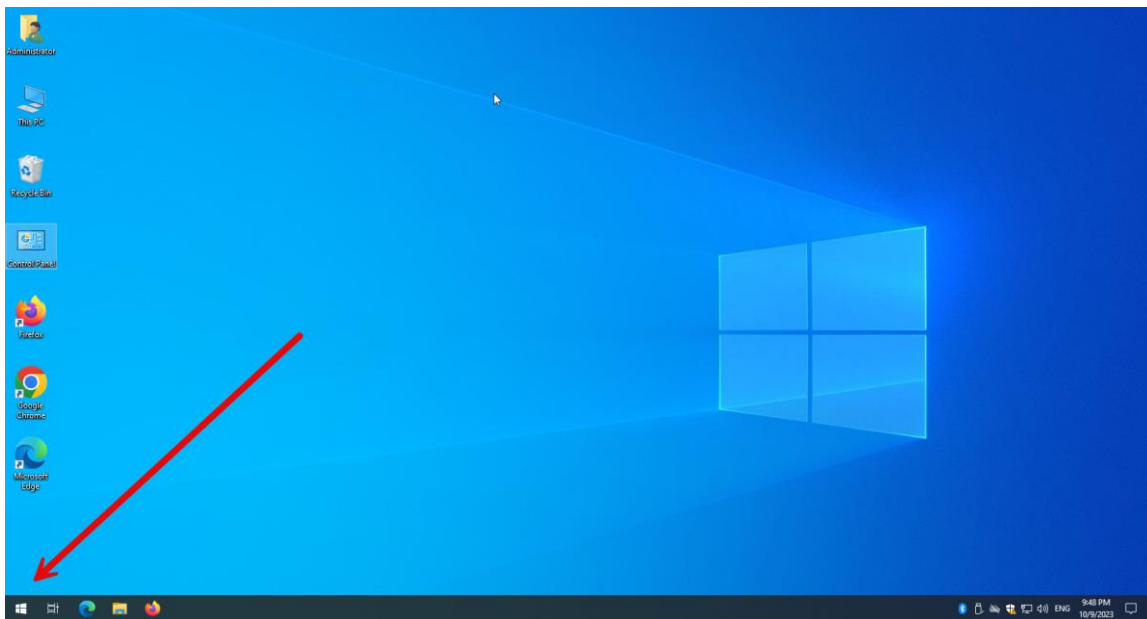 Administrator
This PC
Recycle Bin
Control Panel
Firefox
Google
Chrome
Microsoft
Edge
ENG
9:48 PM
10/9/2023